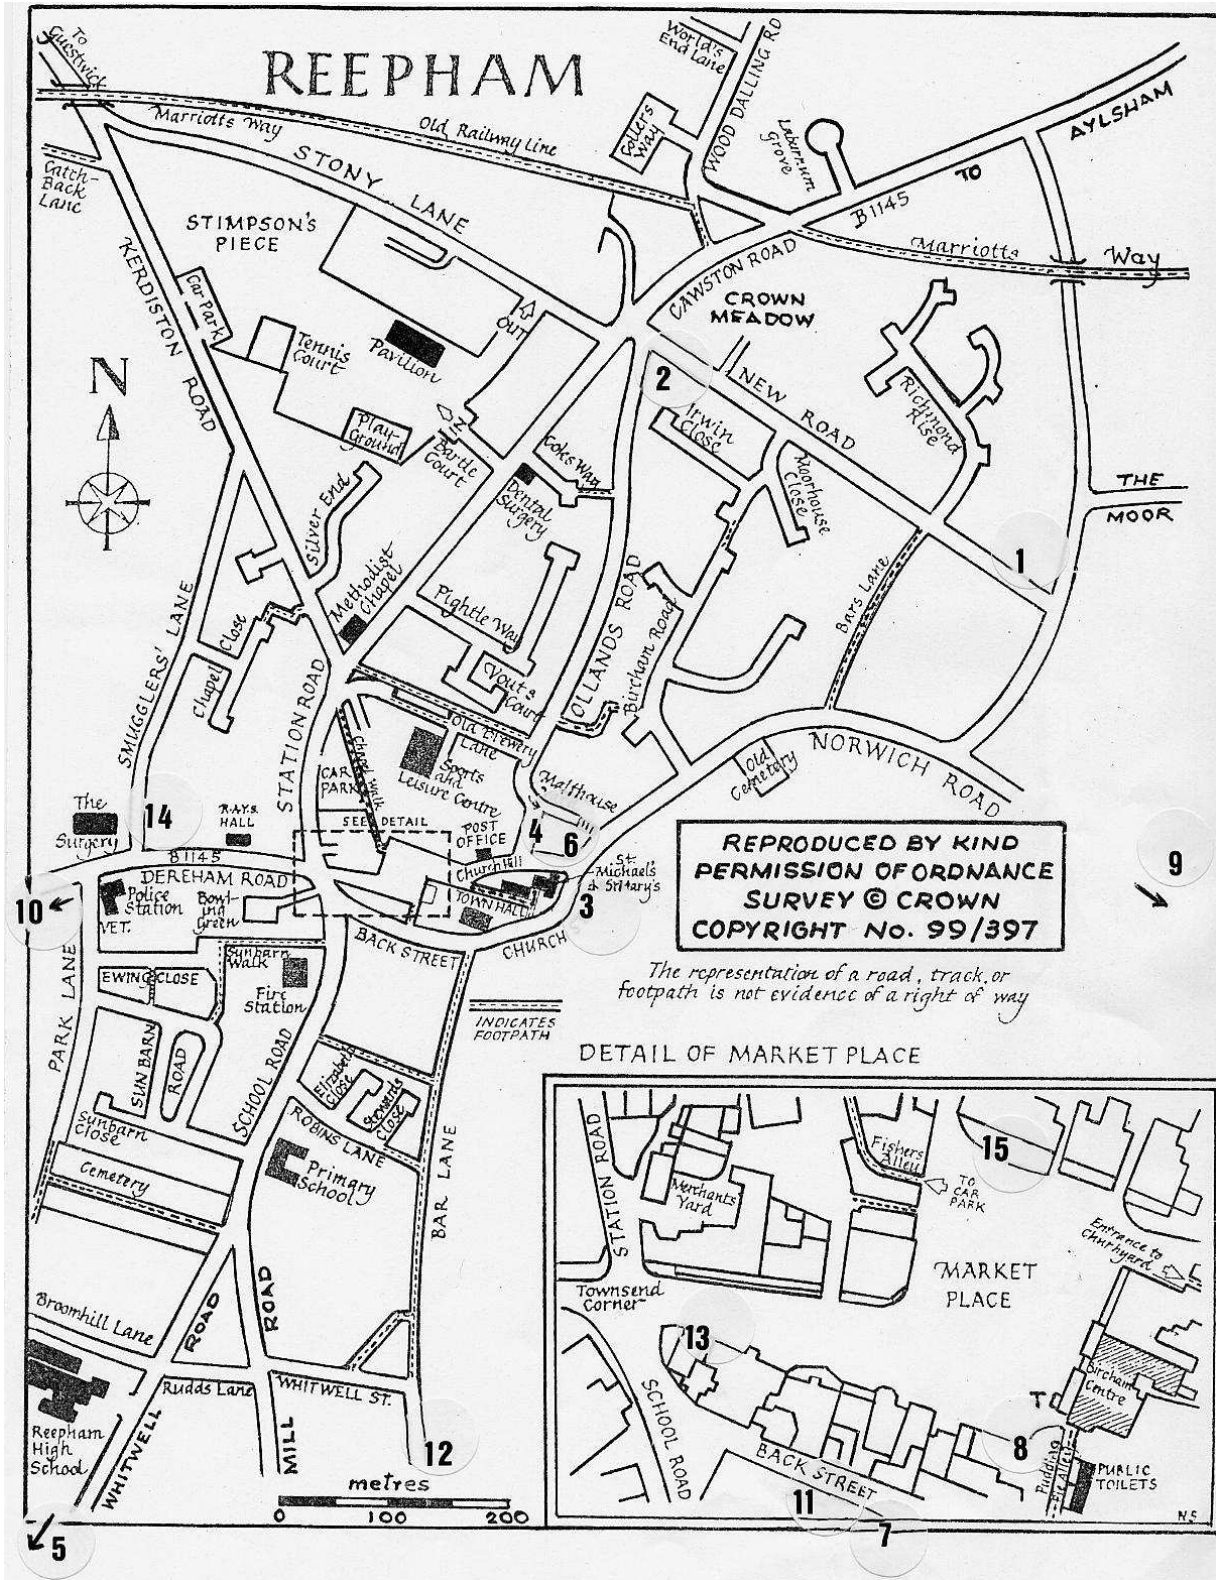 REEPHAM
To
Guestwick
World's
End Lane
WOOD DALLING RD
Collers
Way
Laburnum
Grove
AYLSHAM
TO
B1145
Marriotts Way
Old Railway Line
Catch-
Back
Lane
STONY LANE
STIMPSON'S
PIECE
KERDISTON
ROAD
Car Park
Tennis
Court
Pavilion
OUT
CAWSTON ROAD
Marriotts Way
CROWN
MEADOW
N
Play-
Ground
IN
Bartle
Court
Cokes Way
Dental
Surgery
2
Irwin
Close
NEW ROAD
Moorhouse
Close
Richmond
Rise
THE
MOOR
1
Silver End
Methodist
Chapel
Pightle Way
OLLANDS ROAD
Bircham Road
Bars Lane
SMUGGLERS' LANE
Chapel Close
STATION ROAD
Vout's
Court
Old Brewery
Lane
Chapel Walk
CAR
PARK
Sports
and
Leisure Centre
Malthouse
Old
Cemetery
NORWICH ROAD
The
Surgery
14
R.A.Y.S.
HALL
SEE DETAIL
POST
OFFICE
4
6
B1145
DEREHAM ROAD
Church Hill
St.
Michael's
& St Mary's
TOWN HALL
3
9
10
Police
Station
VET.
Bowl-
ing
Green
BACK STREET
CHURCH
REPRODUCED BY KIND
PERMISSION OF ORDNANCE
SURVEY © CROWN
COPYRIGHT No. 99/397
The representation of a road, track, or
footpath is not evidence of a right of way
PARK LANE
EWING CLOSE
Sunbarn
Walk
Fire
Station
INDICATES
FOOTPATH
SUN BARN
ROAD
SCHOOL ROAD
Elizabeth
Close
Stewards
Close
ROBINS LANE
Sunbarn
Close
Cemetery
Primary
School
BAR LANE
Broomhill Lane
ROAD
ROAD
Rudds Lane
WHITWELL ST.
Reepham
High
School
WHITWELL
MILL
12
metres
0 100 200
5
DETAIL OF MARKET PLACE
STATION ROAD
Merchants
Yard
Fishers
Alley
15
TO
CAR
PARK
Entrance to
Churhyard
MARKET
PLACE
Townsend
Corner
13
SCHOOL ROAD
Bircham
Centre
T
8
Pudding
Pie Alley
PUBLIC
TOILETS
BACK STREET
11
7
N.S